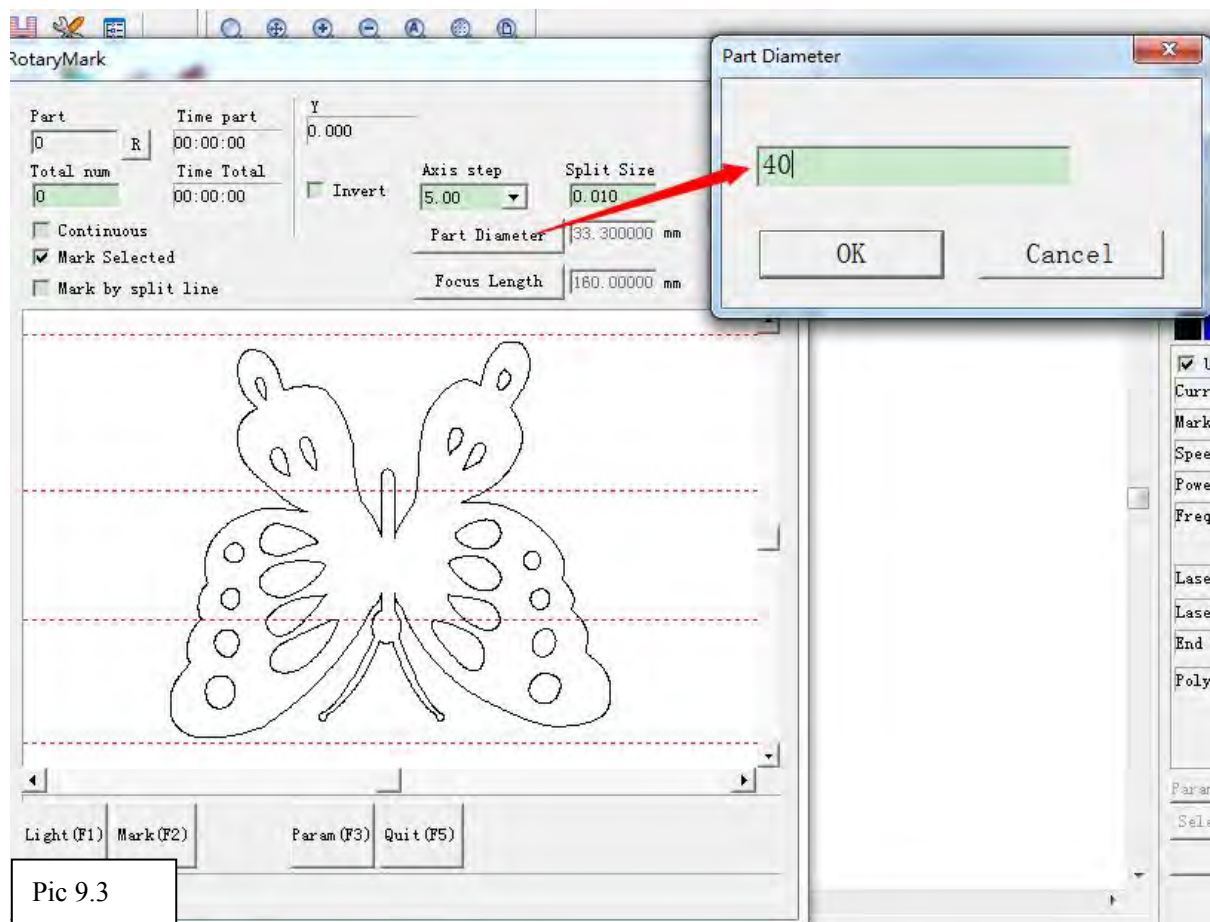 RotaryMark
Part Diameter
Part
Time part
Y
0
R
00:00:00
0.000
Total num
Time Total
Axis step
Split Size
0
00:00:00
Invert
5.00
0.010
40
Continuous
Part Diameter
33.300000 mm
OK
Cancel
Mark Selected
Mark by split line
Focus Length
160.00000 mm
Curr
Mark
Spee
Powe
Freq
Lase
Lase
End
Poly
Param
Sele
Light(F1)
Mark(F2)
Param(F3)
Quit(F5)
Pic 9.3